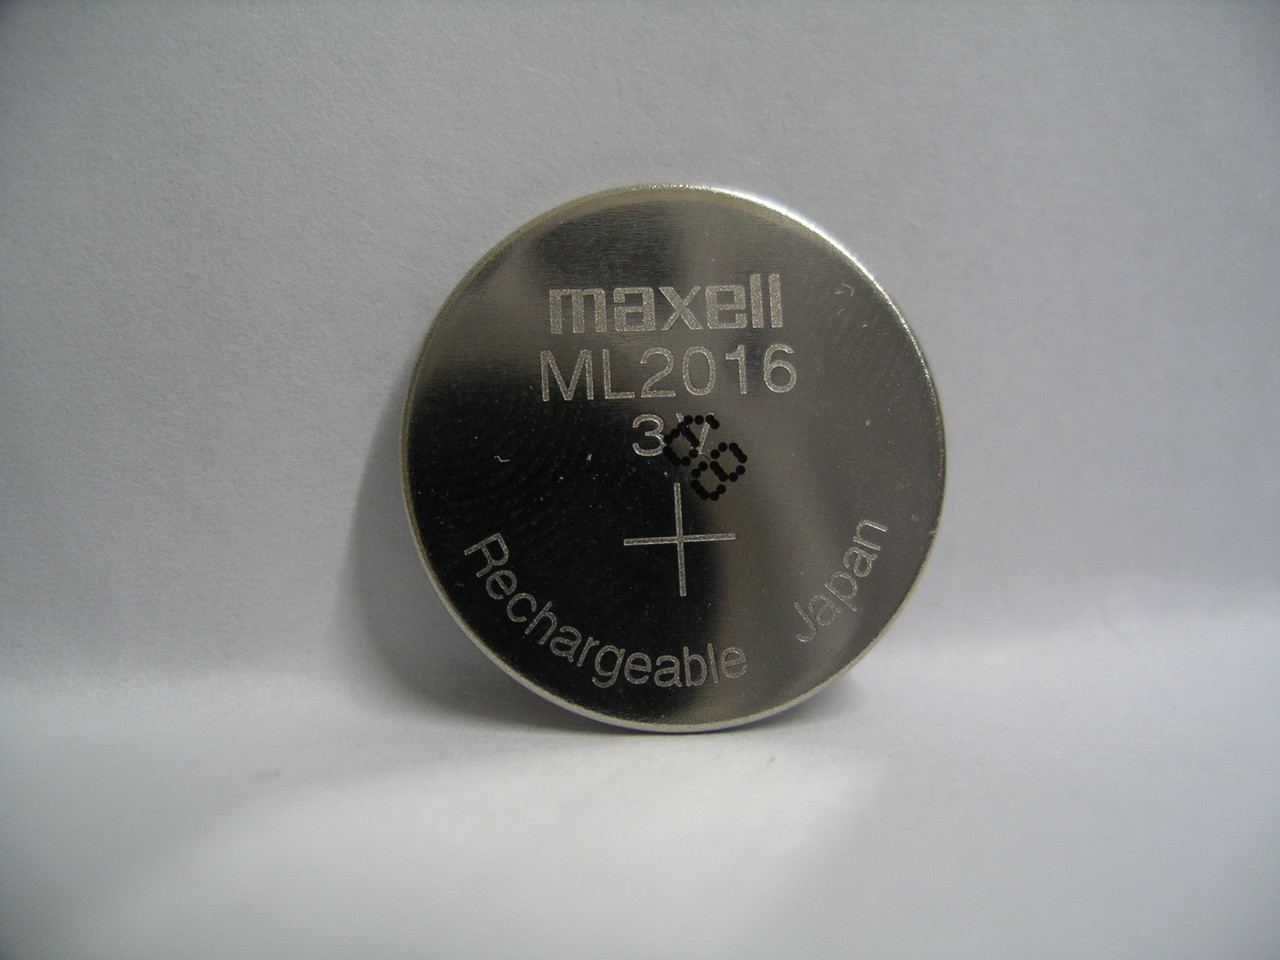 maxell
ML2016
3V
+
Rechargeable Japan